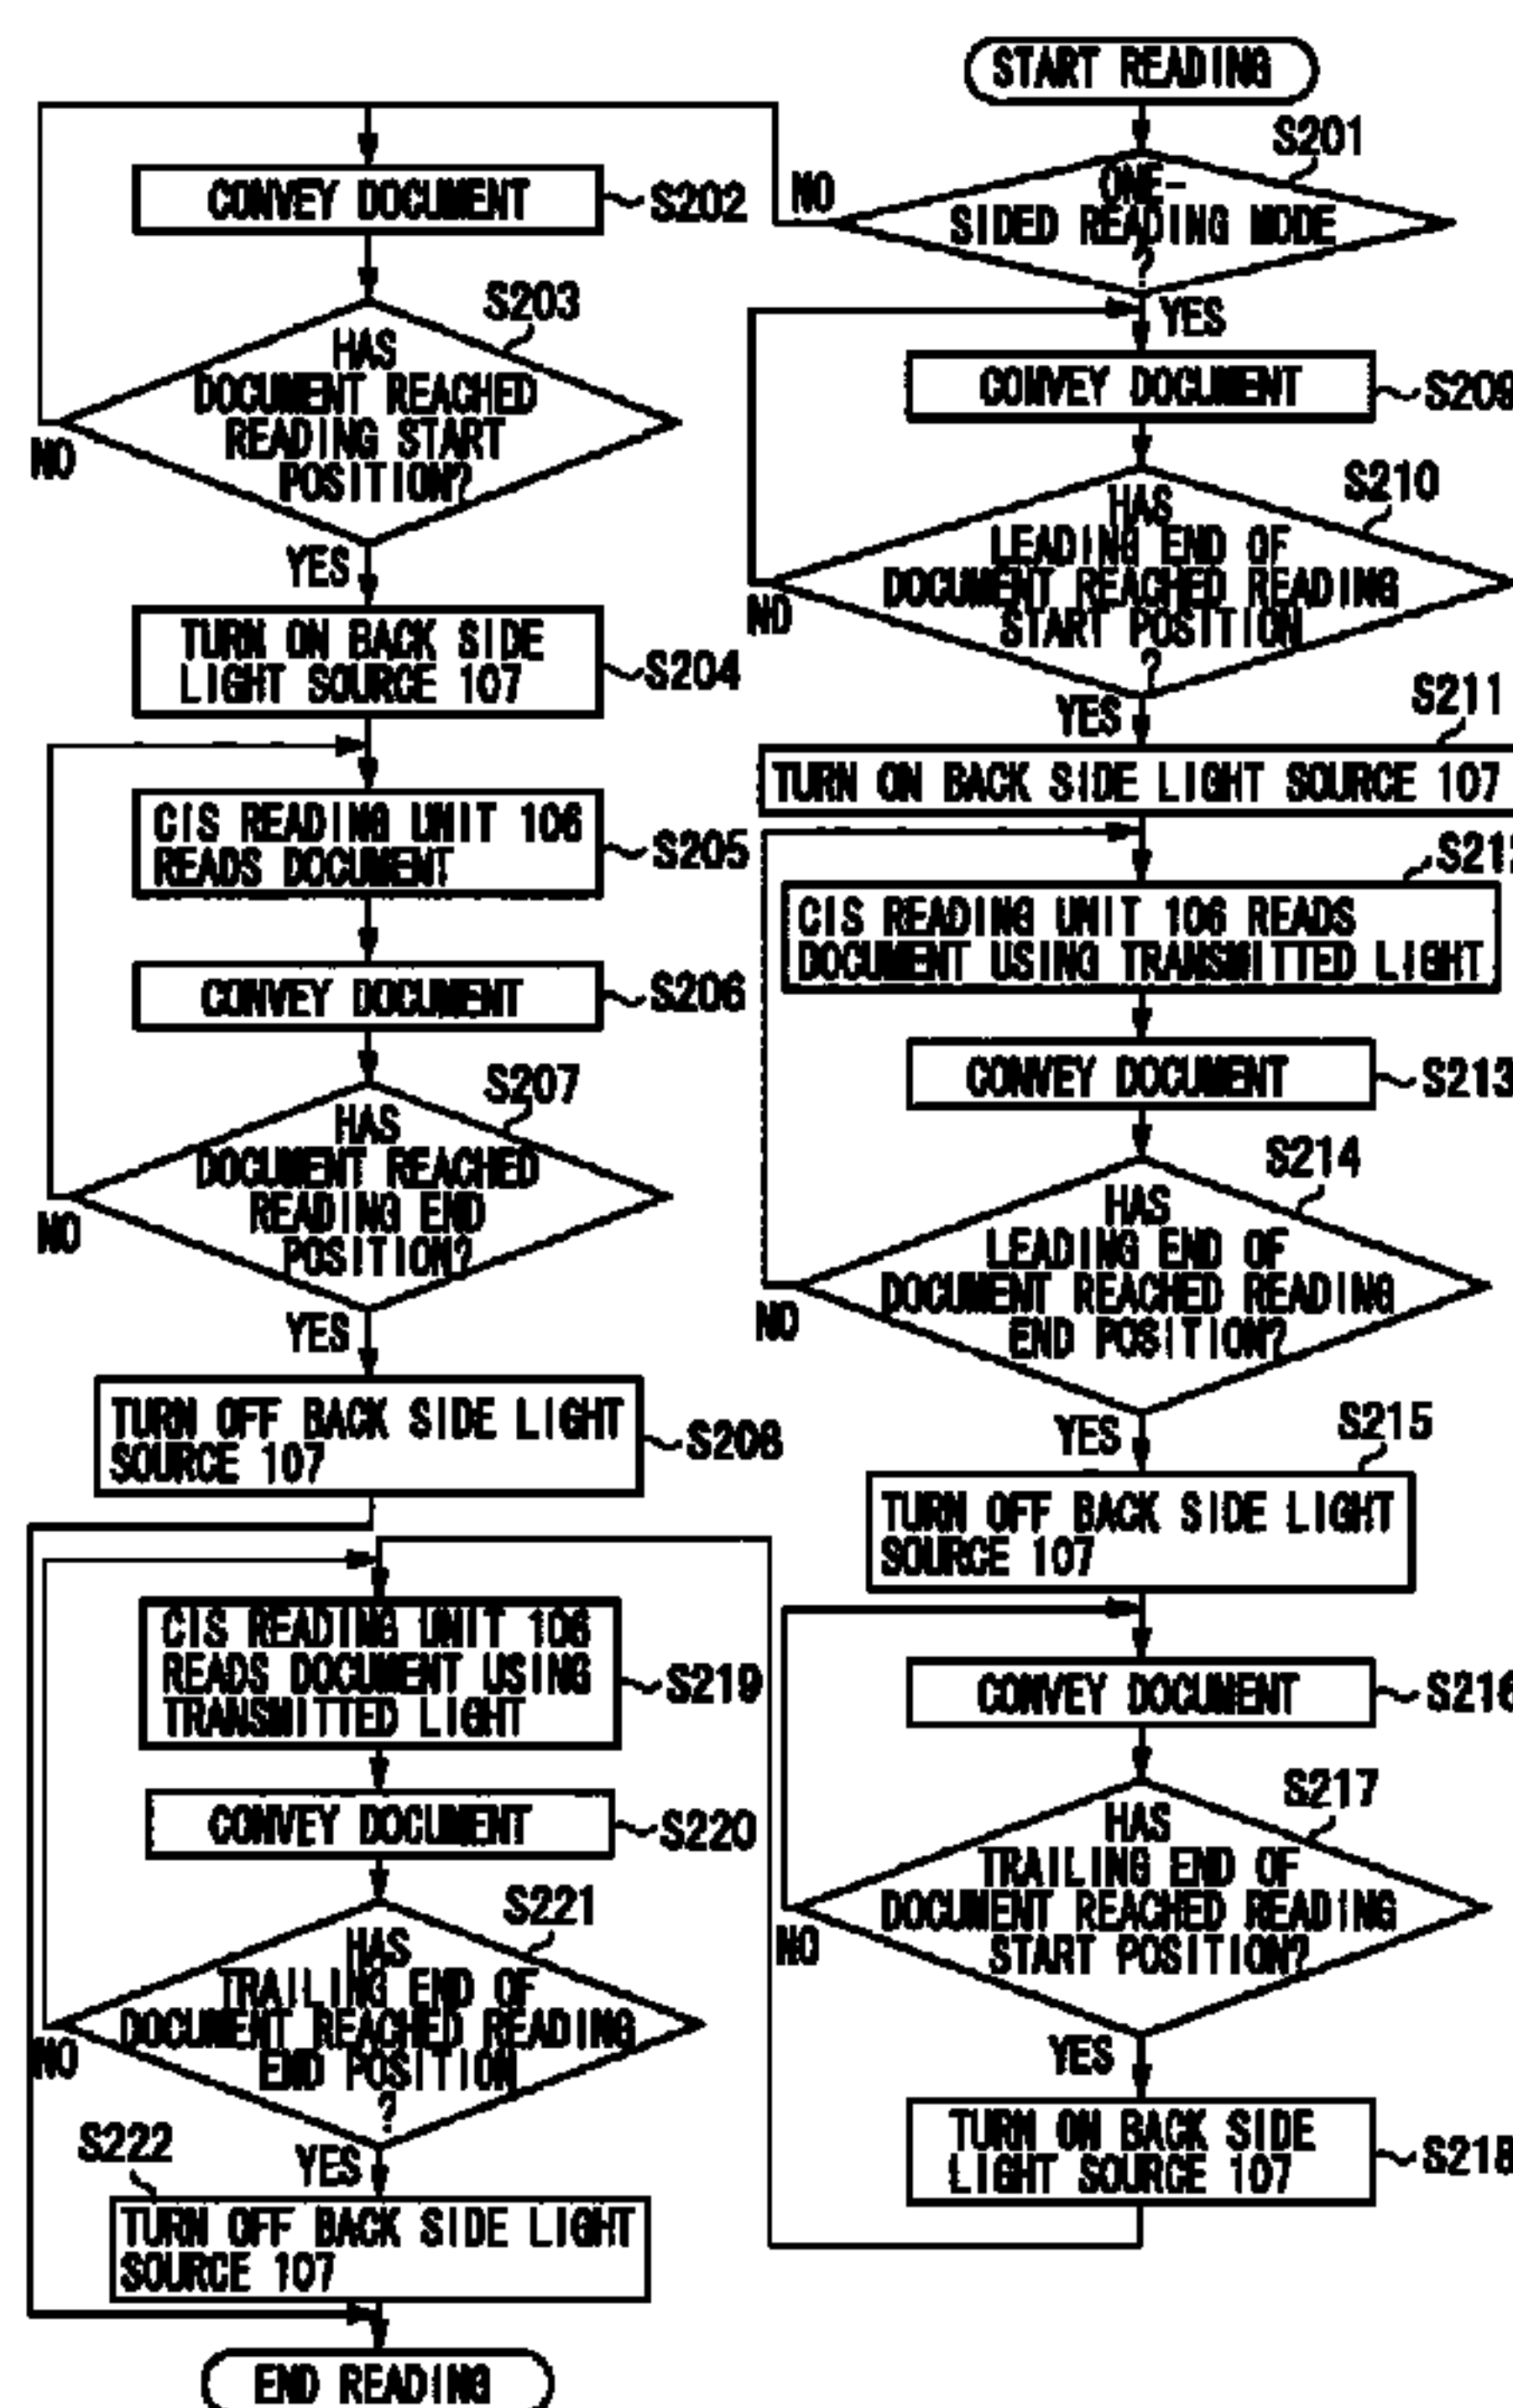 START READING
S201
ONE-
SIDED READING MODE
?
NO
YES
CONVEY DOCUMENT
S202
S203
HAS
DOCUMENT REACHED
READING START
POSITION?
NO
YES
TURN ON BACK SIDE
LIGHT SOURCE 107
S204
CIS READING UNIT 106
READS DOCUMENT
S205
CONVEY DOCUMENT
S206
S207
HAS
DOCUMENT REACHED
READING END
POSITION?
NO
YES
TURN OFF BACK SIDE LIGHT
SOURCE 107
S208
CONVEY DOCUMENT
S209
S210
HAS
LEADING END OF
DOCUMENT REACHED READING
START POSITION
?
NO
YES
S211
TURN ON BACK SIDE LIGHT SOURCE 107
S212
CIS READING UNIT 106 READS
DOCUMENT USING TRANSMITTED LIGHT
CONVEY DOCUMENT
S213
S214
HAS
LEADING END OF
DOCUMENT REACHED READING
END POSITION?
NO
YES
S215
TURN OFF BACK SIDE LIGHT
SOURCE 107
CONVEY DOCUMENT
S216
S217
HAS
TRAILING END OF
DOCUMENT REACHED READING
START POSITION?
NO
YES
TURN ON BACK SIDE
LIGHT SOURCE 107
S218
CIS READING UNIT 106
READS DOCUMENT USING
TRANSMITTED LIGHT
S219
CONVEY DOCUMENT
S220
S221
HAS
TRAILING END OF
DOCUMENT REACHED READING
END POSITION
?
NO
YES
S222
TURN OFF BACK SIDE LIGHT
SOURCE 107
END READING